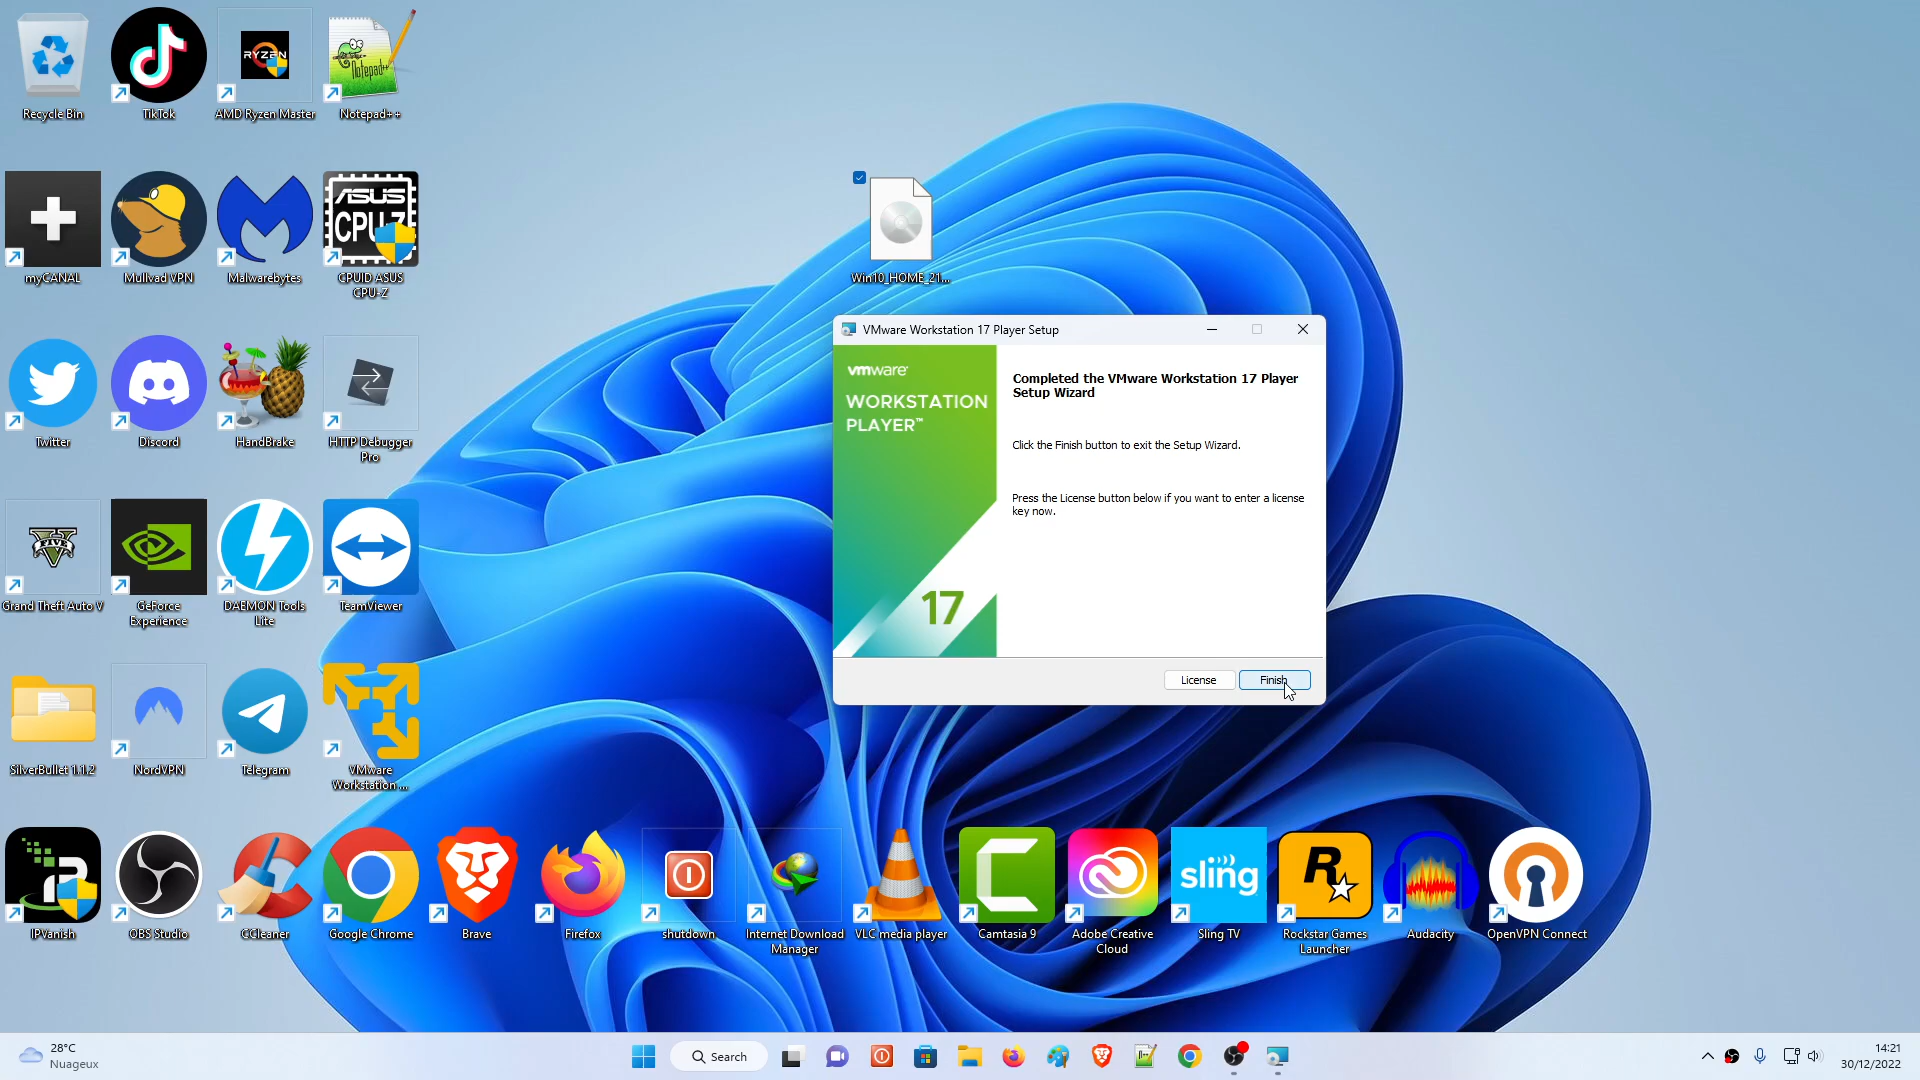 Recycle Bin
TikTok
RYZEN
AMD Ryzen Master
Notepad++
Notepad++
myCANAL
Mullvad VPN
Malwarebytes
ASUS
CPU-Z
CPUID ASUS
CPU-Z
Win10_HOME_21...
Twitter
Discord
HandBrake
HTTP Debugger
Pro
VMware Workstation 17 Player Setup
vmware
WORKSTATION
PLAYER™
17
Completed the VMware Workstation 17 Player
Setup Wizard
Click the Finish button to exit the Setup Wizard.
Press the License button below if you want to enter a license
key now.
License
Finish
FIVE
Grand Theft Auto V
GeForce
Experience
DAEMON Tools
Lite
TeamViewer
SilverBullet 1.1.2
NordVPN
Telegram
VMware
Workstation ...
IPVanish
OBS Studio
CCleaner
Google Chrome
Brave
Firefox
shutdown
Internet Download
Manager
VLC media player
Camtasia 9
Adobe Creative
Cloud
sling
Sling TV
R
Rockstar Games
Launcher
Audacity
OpenVPN Connect
28°C
Nuageux
Search
14:21
30/12/2022